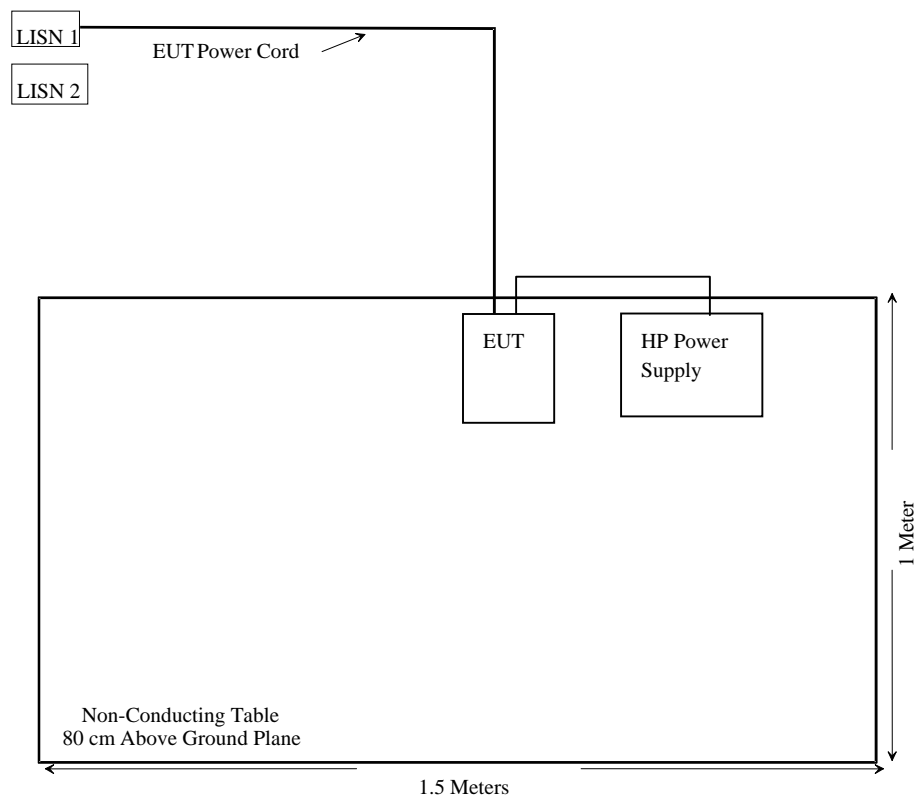 LISN 1
EUT Power Cord
LISN 2
EUT
HP Power
Supply
1 Meter
Non-Conducting Table
80 cm Above Ground Plane
1.5 Meters